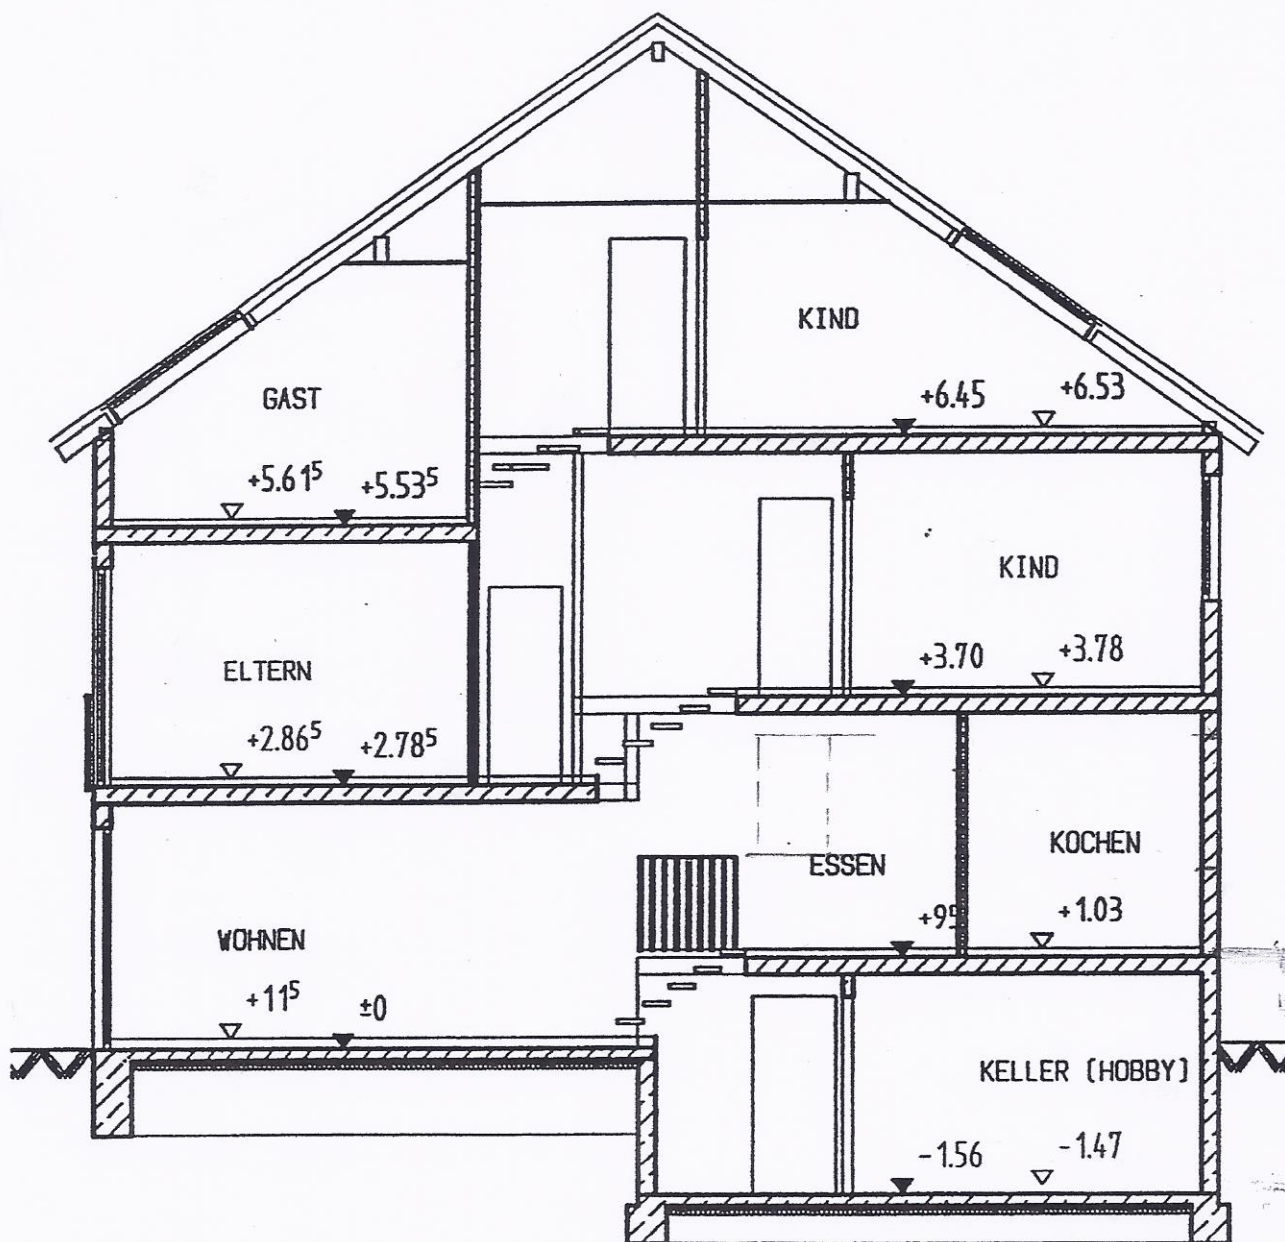 KIND
+6.45 +6.53
GAST
+5.61⁵ +5.53⁵
KIND
+3.70 +3.78
ELTERN
+2.86⁵ +2.78⁵
ESSEN
KOCHEN
+95 +1.03
WOHNEN
+11⁵ ±0
KELLER [HOBBY]
-1.56 -1.47